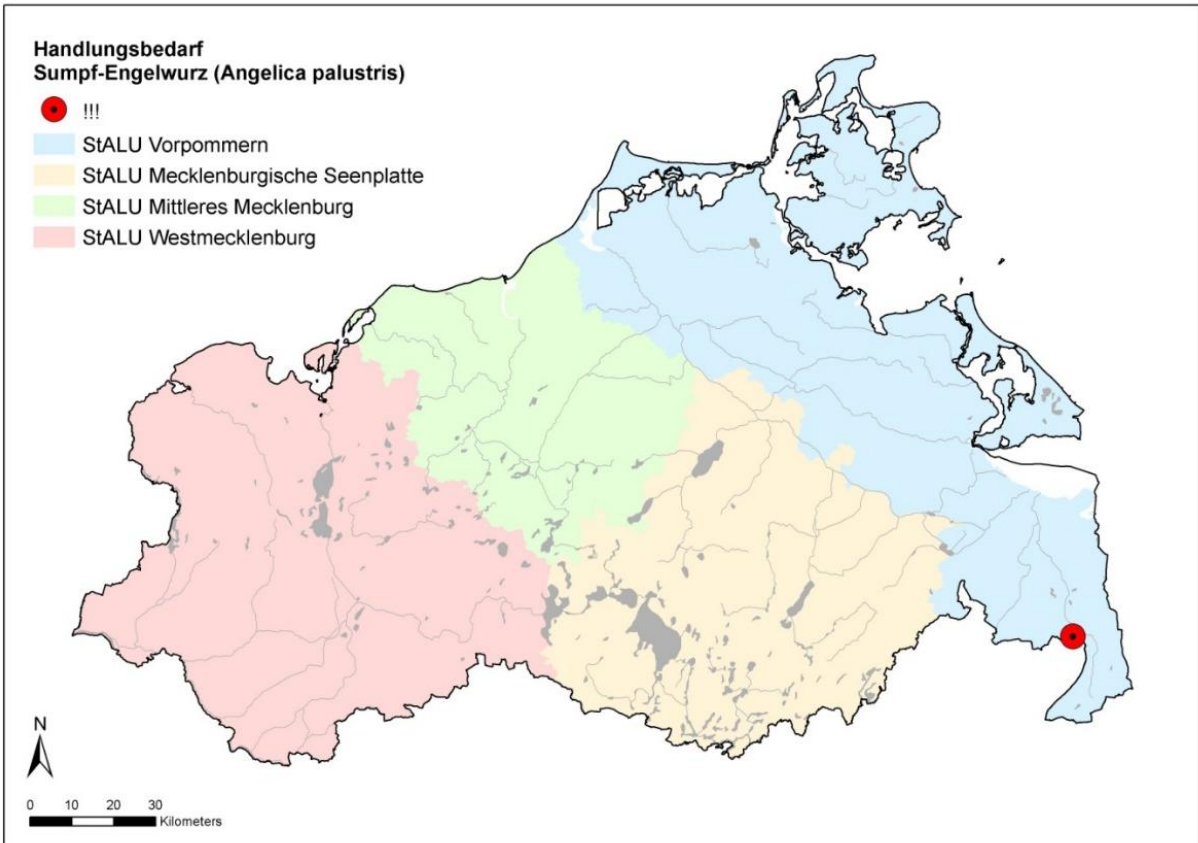 Handlungsbedarf
Sumpf-Engelwurz (Angelica palustris)
!!!
StALU Vorpommern
StALU Mecklenburgische Seenplatte
StALU Mittleres Mecklenburg
StALU Westmecklenburg
N
0 10 20 30
Kilometers